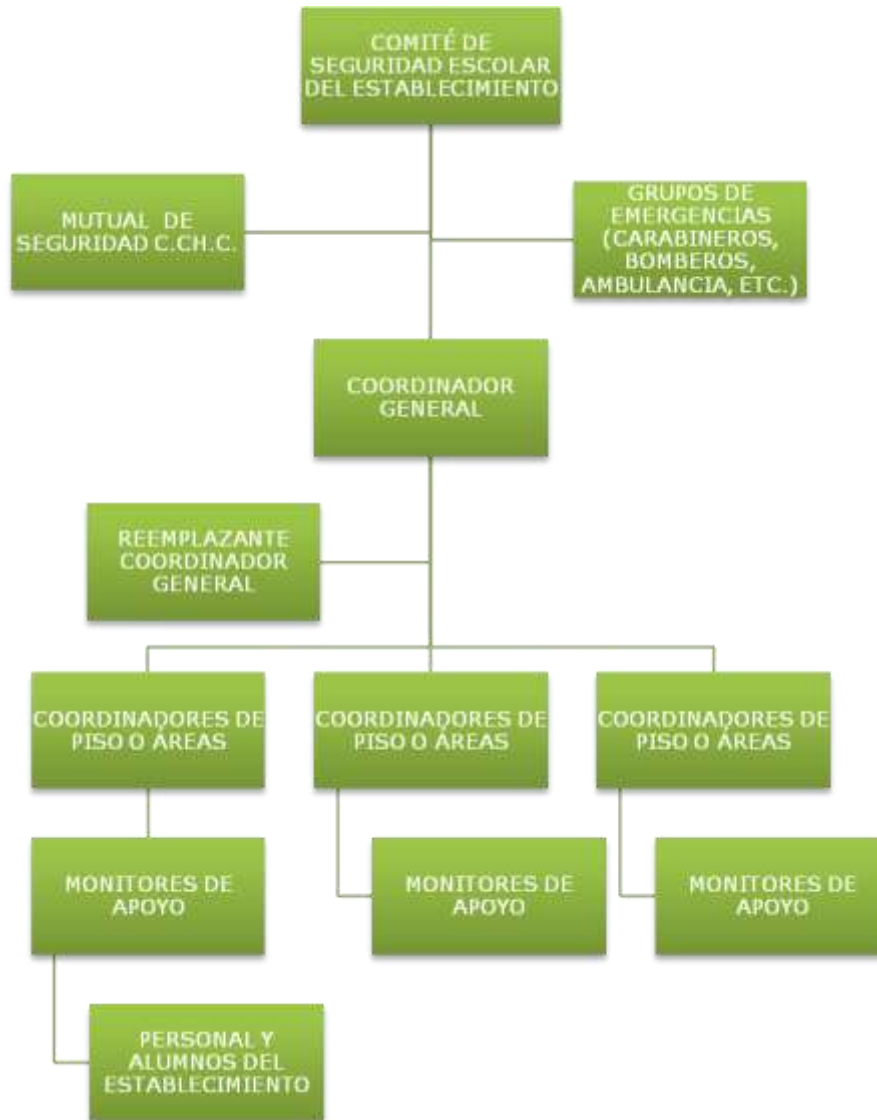 COMITÉ DE
SEGURIDAD ESCOLAR
DEL ESTABLECIMIENTO
MUTUAL DE
SEGURIDAD C.CH.C.
GRUPOS DE
EMERGENCIAS
(CARABINEROS,
BOMBEROS,
AMBULANCIA, ETC.)
COORDINADOR
GENERAL
REEMPLAZANTE
COORDINADOR
GENERAL
COORDINADORES DE
PISO O ÁREAS
COORDINADORES DE
PISO O ÁREAS
COORDINADORES DE
PISO O ÁREAS
MONITORES DE
APOYO
MONITORES DE
APOYO
MONITORES DE
APOYO
PERSONAL Y
ALUMNOS DEL
ESTABLECIMIENTO